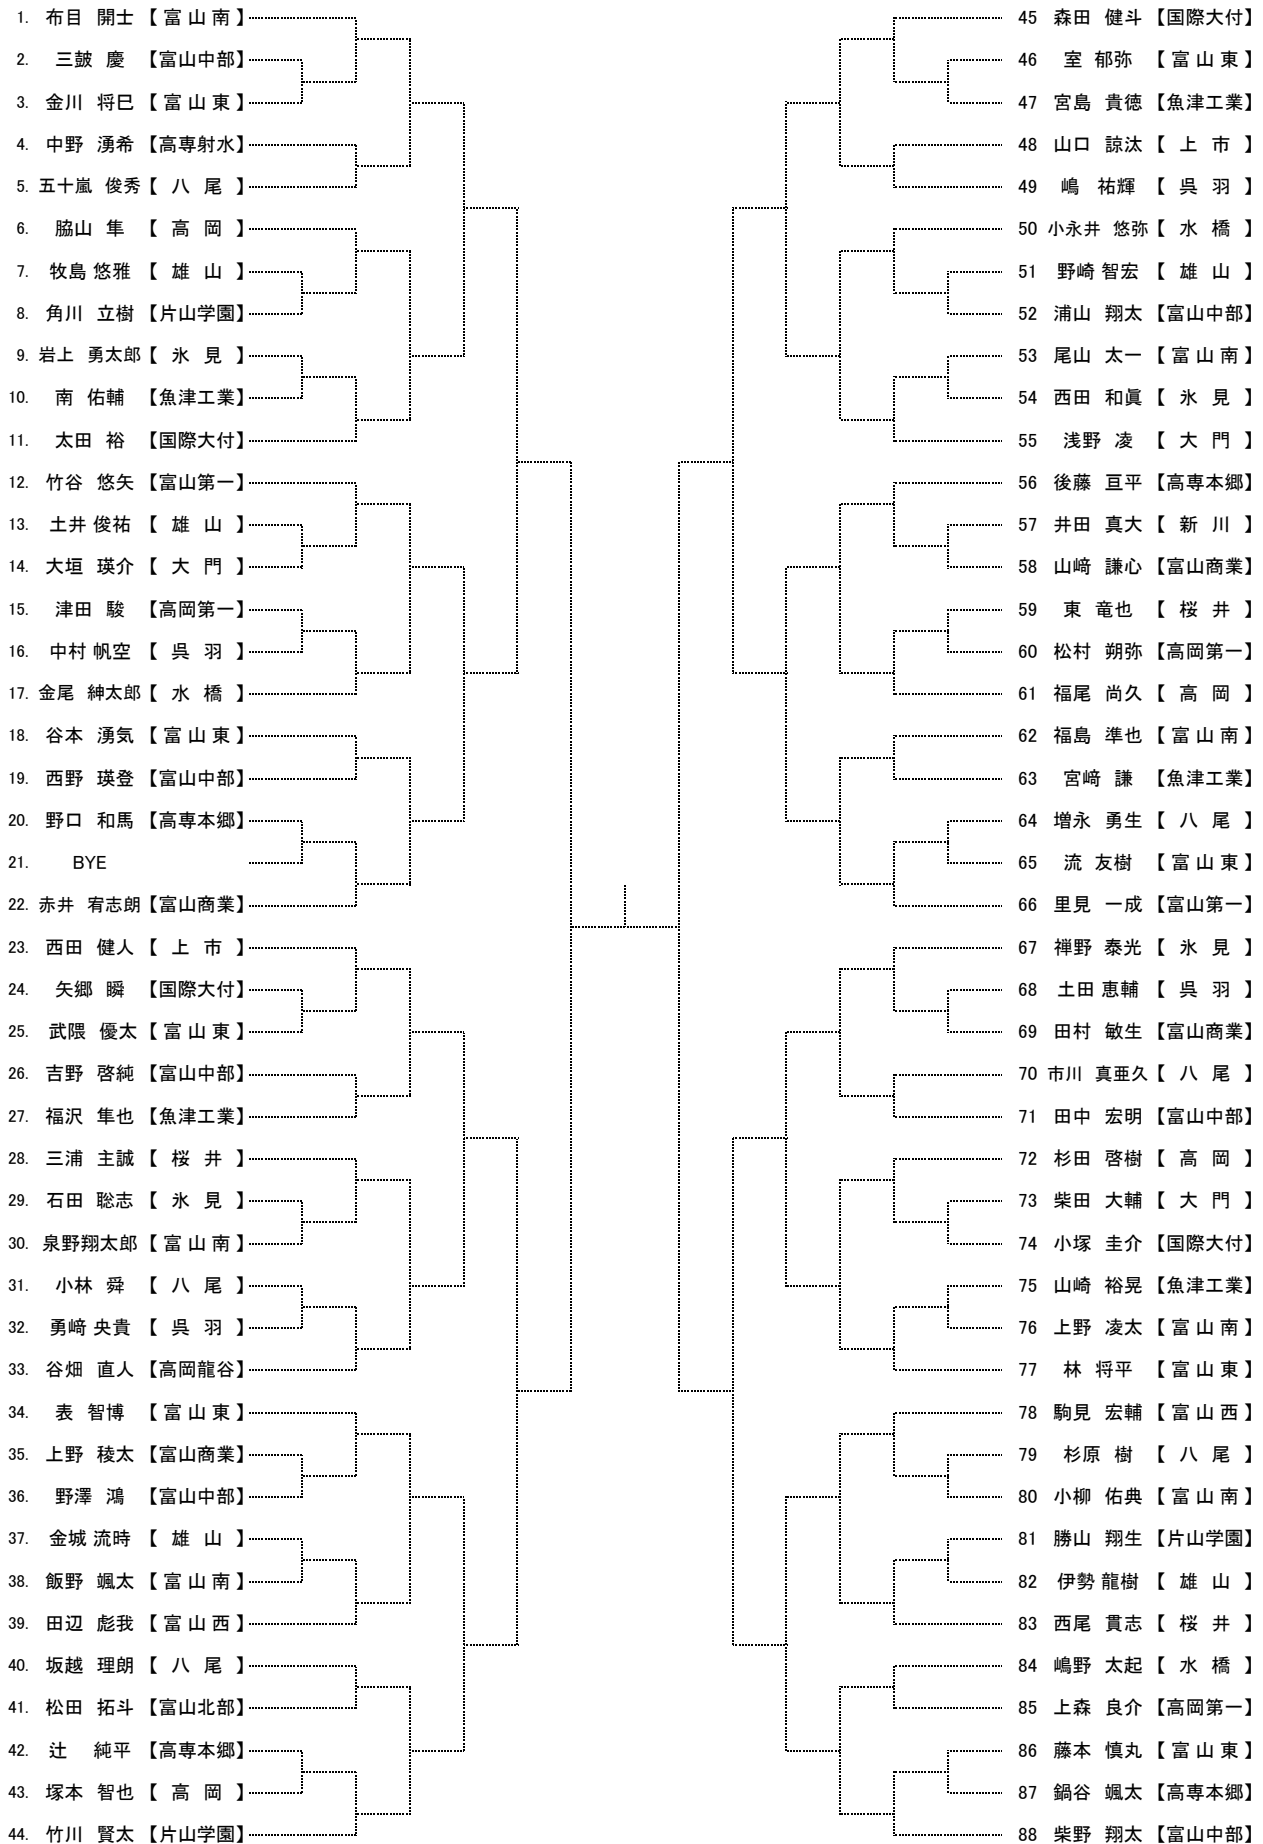 1. 布目 開士 【 富 山 南 】
2. 三皷 慶 【富山中部】
3. 金川 将巳 【 富 山 東 】
4. 中野 湧希 【高専射水】
5. 五十嵐 俊秀 【 八 尾 】
6. 脇山 隼 【 高 岡 】
7. 牧島 悠雅 【 雄 山 】
8. 角川 立樹 【片山学園】
9. 岩上 勇太郎 【 氷 見 】
10. 南 佑輔 【魚津工業】
11. 太田 裕 【国際大付】
12. 竹谷 悠矢 【富山第一】
13. 土井 俊祐 【 雄 山 】
14. 大垣 瑛介 【 大 門 】
15. 津田 駿 【高岡第一】
16. 中村 帆空 【 呉 羽 】
17. 金尾 紳太郎 【 水 橋 】
18. 谷本 湧気 【 富 山 東 】
19. 西野 瑛登 【富山中部】
20. 野口 和馬 【高専本郷】
21. BYE
22. 赤井 宥志朗 【富山商業】
23. 西田 健人 【 上 市 】
24. 矢郷 瞬 【国際大付】
25. 武隈 優太 【 富 山 東 】
26. 吉野 啓純 【富山中部】
27. 福沢 隼也 【魚津工業】
28. 三浦 主誠 【 桜 井 】
29. 石田 聡志 【 氷 見 】
30. 泉野翔太郎 【 富 山 南 】
31. 小林 舜 【 八 尾 】
32. 勇﨑 央貴 【 呉 羽 】
33. 谷畑 直人 【高岡龍谷】
34. 表 智博 【 富 山 東 】
35. 上野 稜太 【富山商業】
36. 野澤 鴻 【富山中部】
37. 金城 流時 【 雄 山 】
38. 飯野 颯太 【 富 山 南 】
39. 田辺 彪我 【 富 山 西 】
40. 坂越 理朗 【 八 尾 】
41. 松田 拓斗 【富山北部】
42. 辻 純平 【高専本郷】
43. 塚本 智也 【 高 岡 】
44. 竹川 賢太 【片山学園】
45 森田 健斗 【国際大付】
46 室 郁弥 【 富 山 東 】
47 宮島 貴徳 【魚津工業】
48 山口 諒汰 【 上 市 】
49 嶋 祐輝 【 呉 羽 】
50 小永井 悠弥 【 水 橋 】
51 野崎 智宏 【 雄 山 】
52 浦山 翔太 【富山中部】
53 尾山 太一 【 富 山 南 】
54 西田 和眞 【 氷 見 】
55 浅野 凌 【 大 門 】
56 後藤 亘平 【高専本郷】
57 井田 真大 【 新 川 】
58 山﨑 謙心 【富山商業】
59 東 竜也 【 桜 井 】
60 松村 朔弥 【高岡第一】
61 福尾 尚久 【 高 岡 】
62 福島 準也 【 富 山 南 】
63 宮﨑 謙 【魚津工業】
64 増永 勇生 【 八 尾 】
65 流 友樹 【 富 山 東 】
66 里見 一成 【富山第一】
67 禅野 泰光 【 氷 見 】
68 土田 恵輔 【 呉 羽 】
69 田村 敏生 【富山商業】
70 市川 真亜久 【 八 尾 】
71 田中 宏明 【富山中部】
72 杉田 啓樹 【 高 岡 】
73 柴田 大輔 【 大 門 】
74 小塚 圭介 【国際大付】
75 山崎 裕晃 【魚津工業】
76 上野 凌太 【 富 山 南 】
77 林 将平 【 富 山 東 】
78 駒見 宏輔 【 富 山 西 】
79 杉原 樹 【 八 尾 】
80 小柳 佑典 【 富 山 南 】
81 勝山 翔生 【片山学園】
82 伊勢 龍樹 【 雄 山 】
83 西尾 貫志 【 桜 井 】
84 嶋野 太起 【 水 橋 】
85 上森 良介 【高岡第一】
86 藤本 慎丸 【 富 山 東 】
87 鍋谷 颯太 【高専本郷】
88 柴野 翔太 【富山中部】